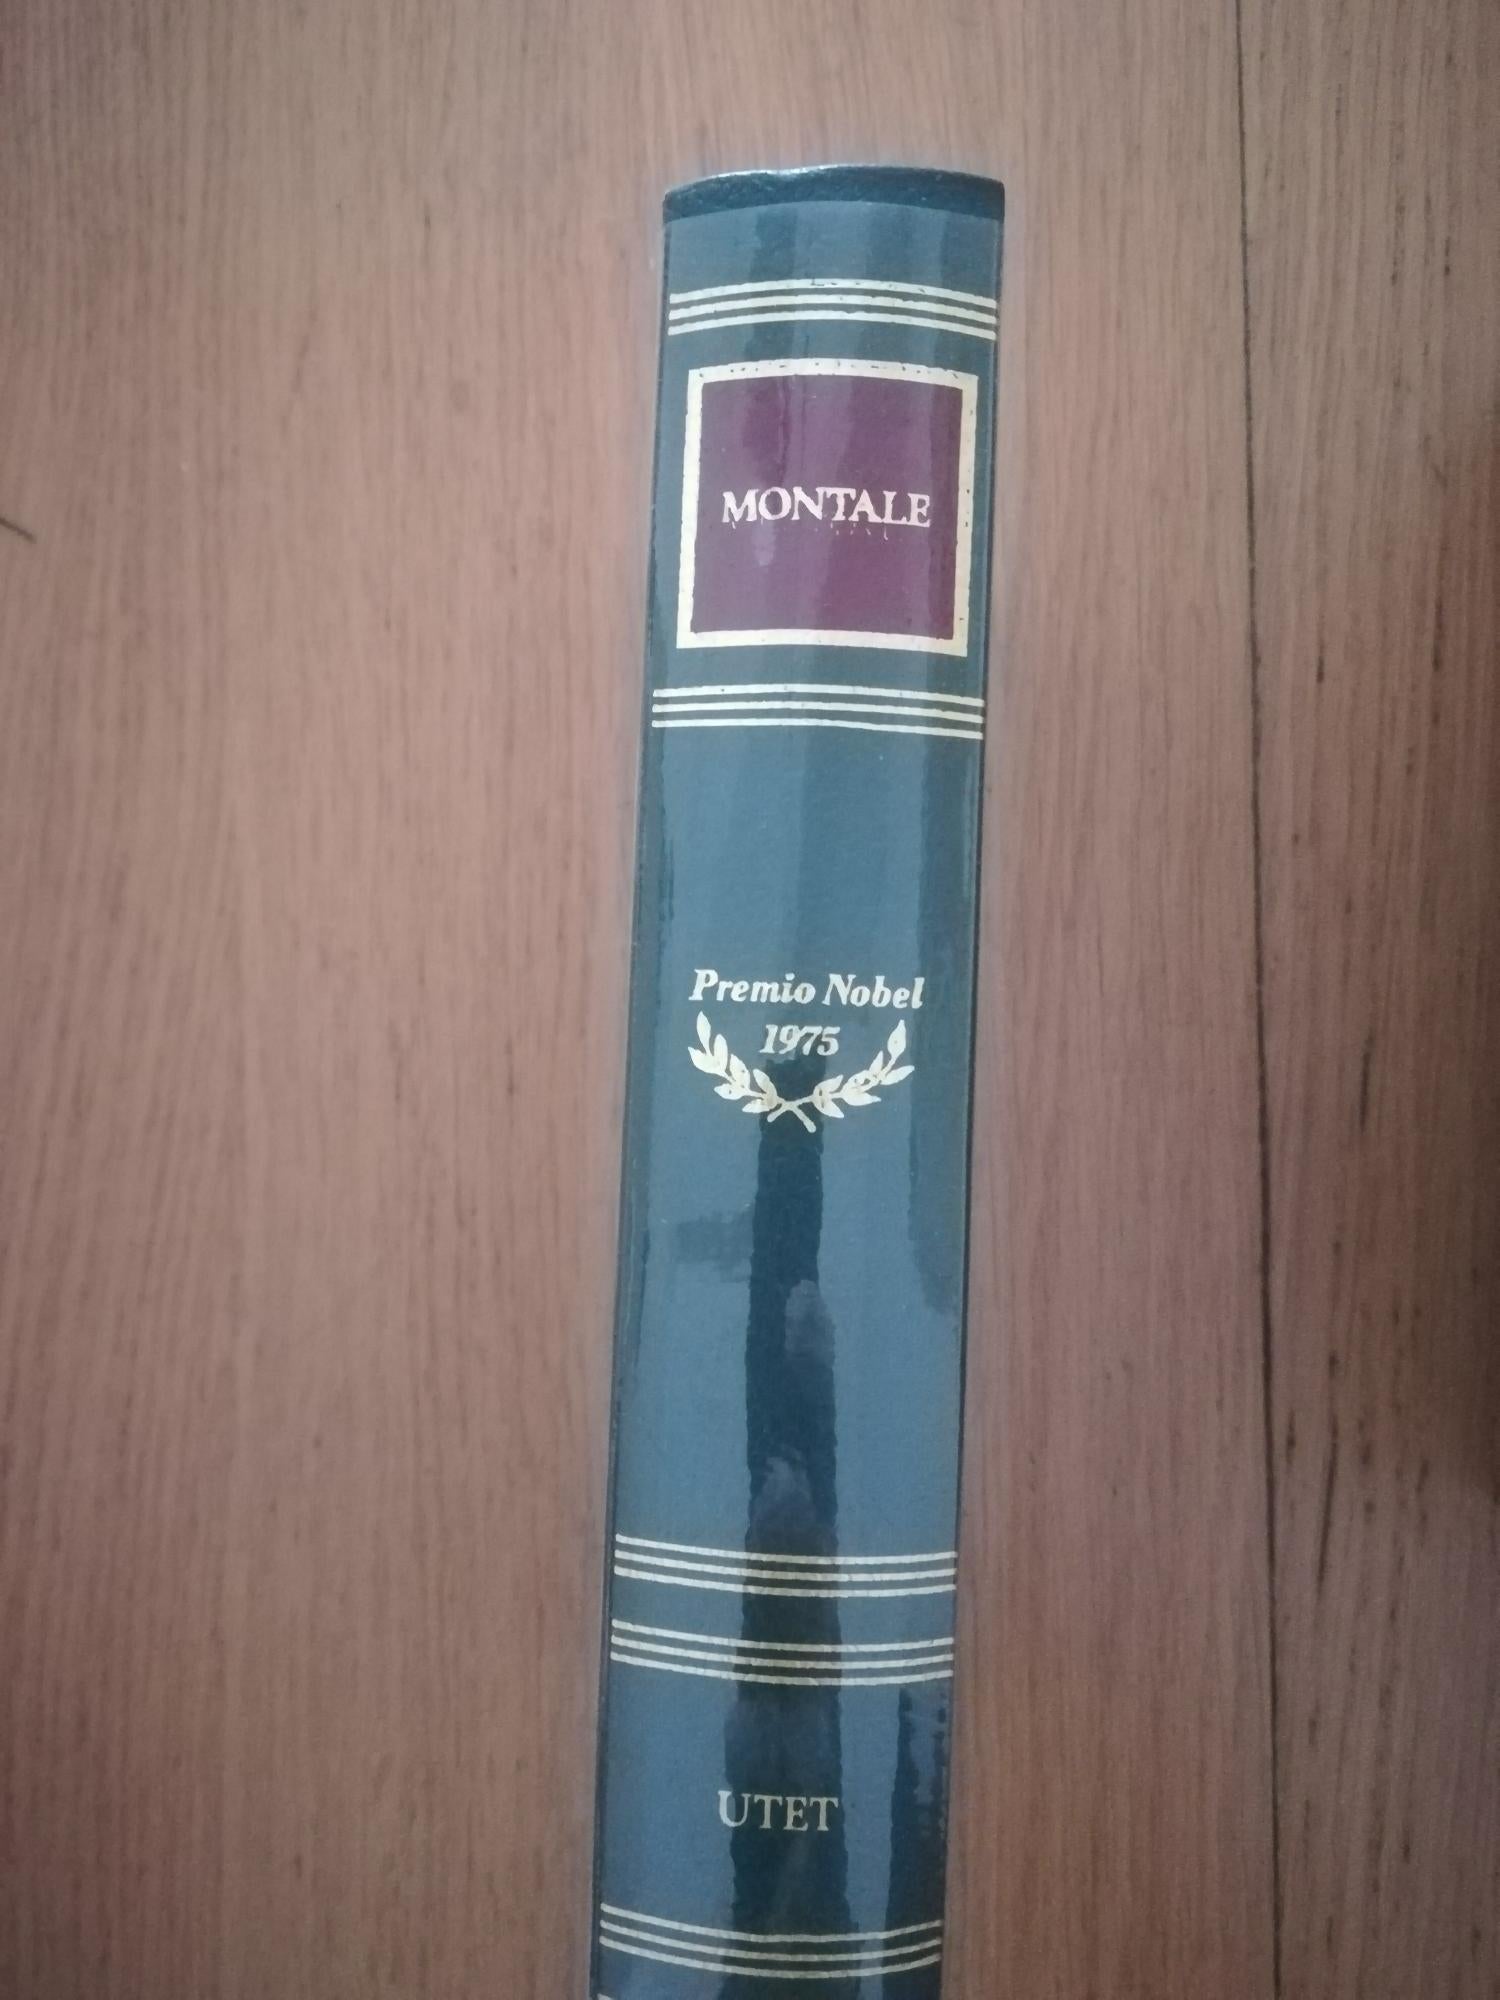 MONTALE
Premio Nobel
1975
UTET